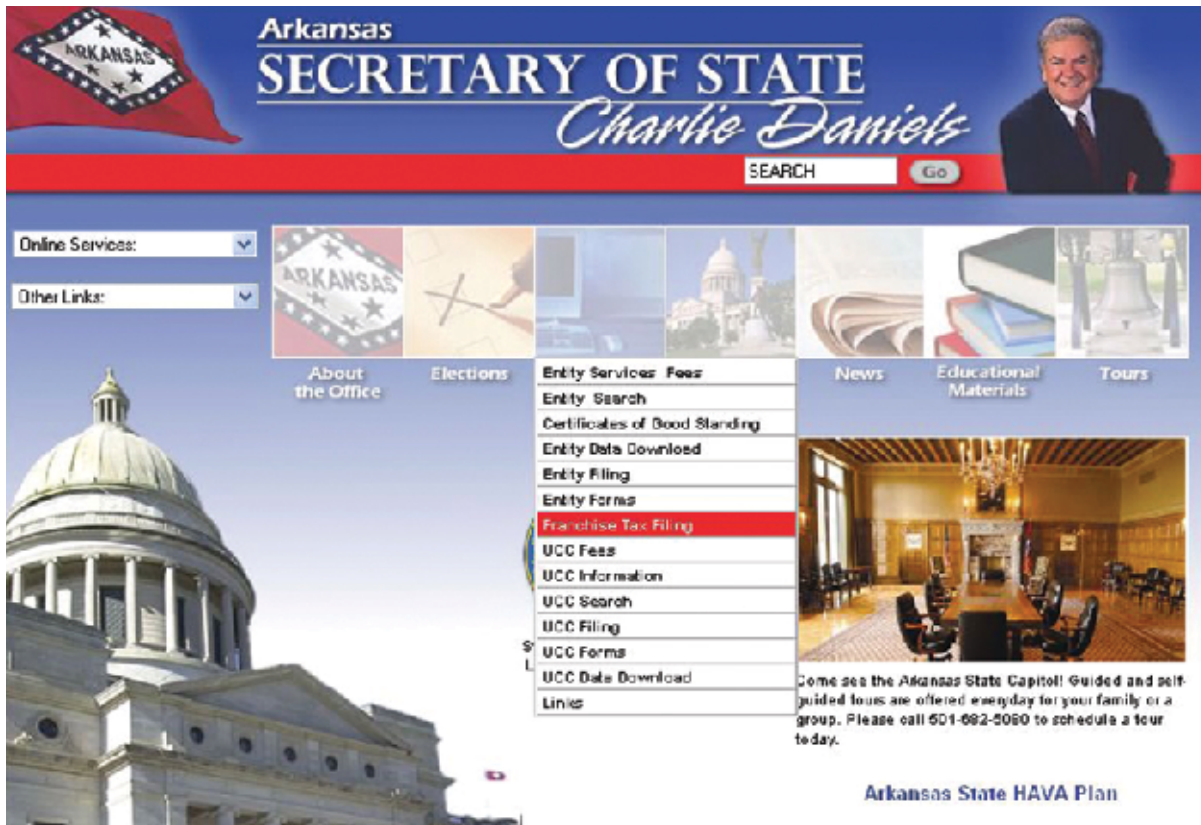 ARKANSAS
Arkansas
SECRETARY OF STATE
Charlie Daniels
SEARCH
Go
Online Services:
Other Links:
ARKANSAS
About
the Office
Elections
News
Educational
Materials
Tours
Entity Services Fees
Entity Search
Certificates of Good Standing
Entity Data Download
Entity Filing
Entity Forms
Franchise Tax Filing
UCC Fees
UCC Information
UCC Search
UCC Filing
UCC Forms
UCC Data Download
Links
S
L
Come see the Arkansas State Capitol! Guided and self-
guided tours are offered everyday for your family or a
group. Please call 501-682-5080 to schedule a tour
today.
Arkansas State HAVA Plan